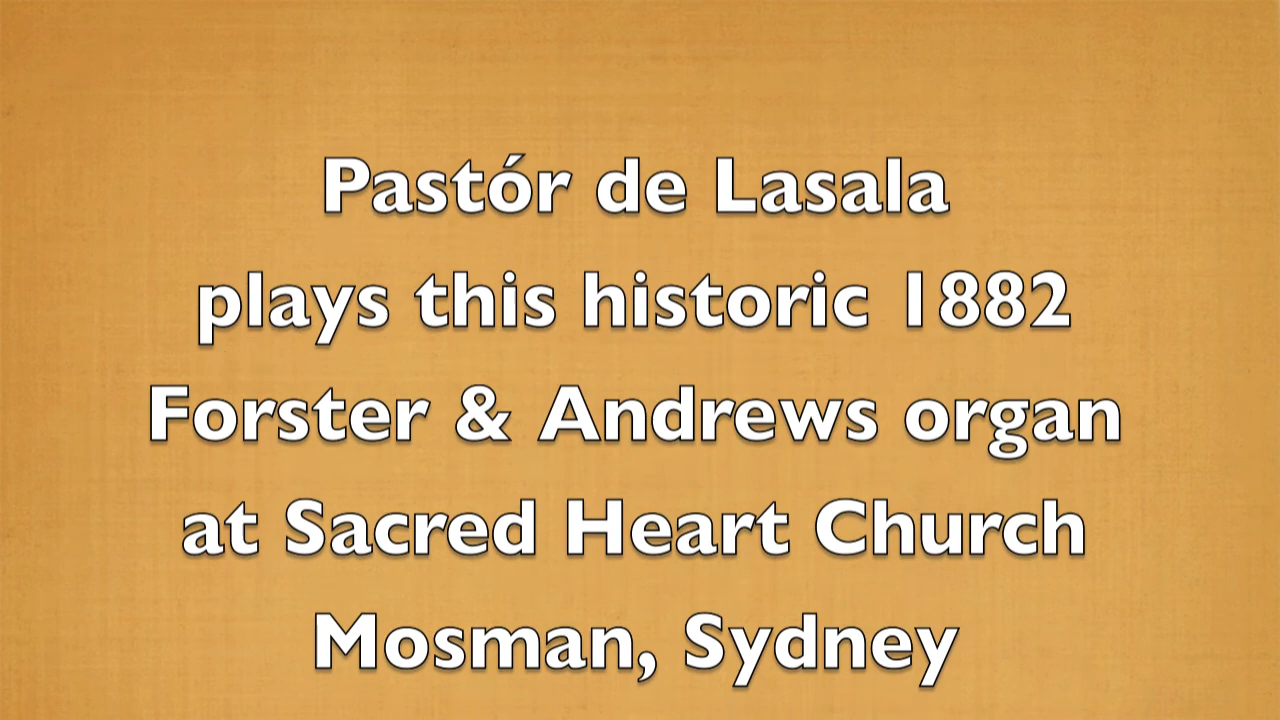 Pastór de Lasala
plays this historic 1882
Forster & Andrews organ
at Sacred Heart Church
Mosman, Sydney